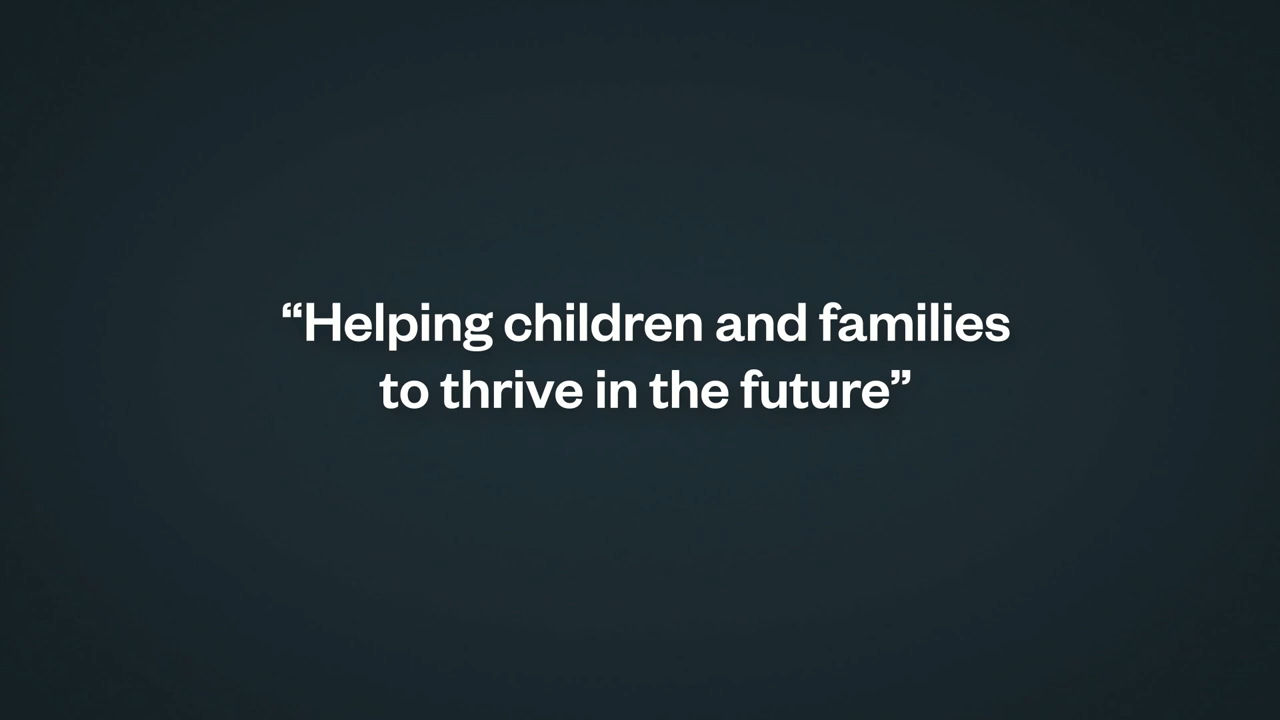 “Helping children and families
to thrive in the future”